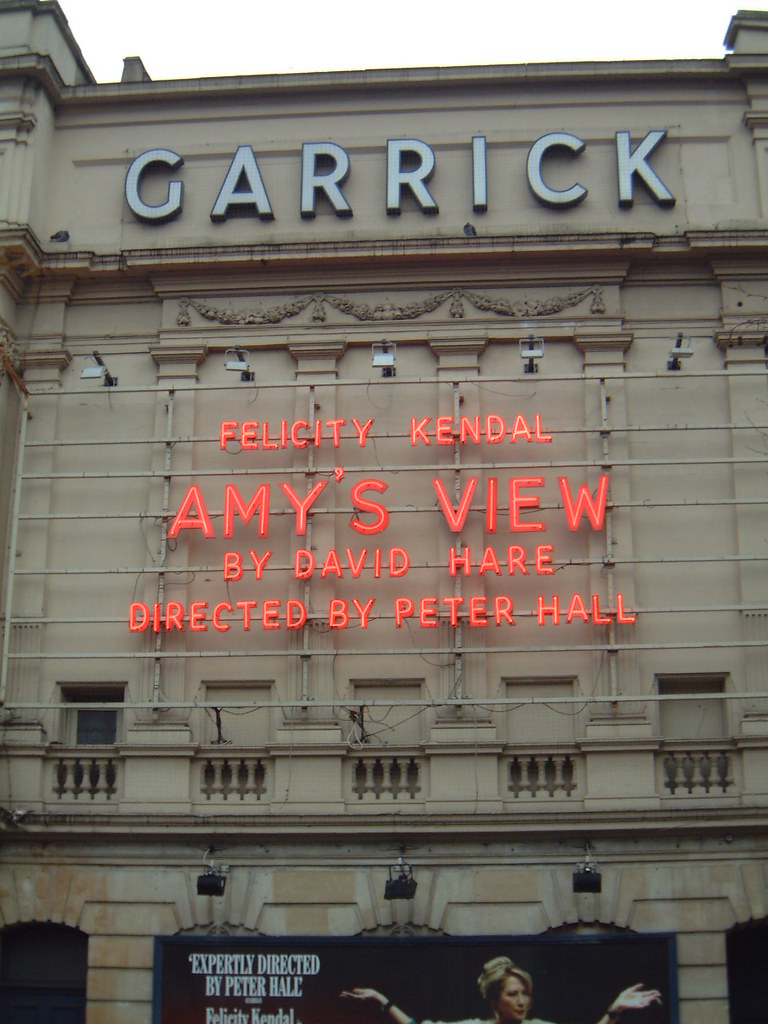 GARRICK
FELICITY KENDAL
AMY'S VIEW
BY DAVID HARE
DIRECTED BY PETER HALL
'EXPERTLY DIRECTED
BY PETER HALL'
Felicity Kendal